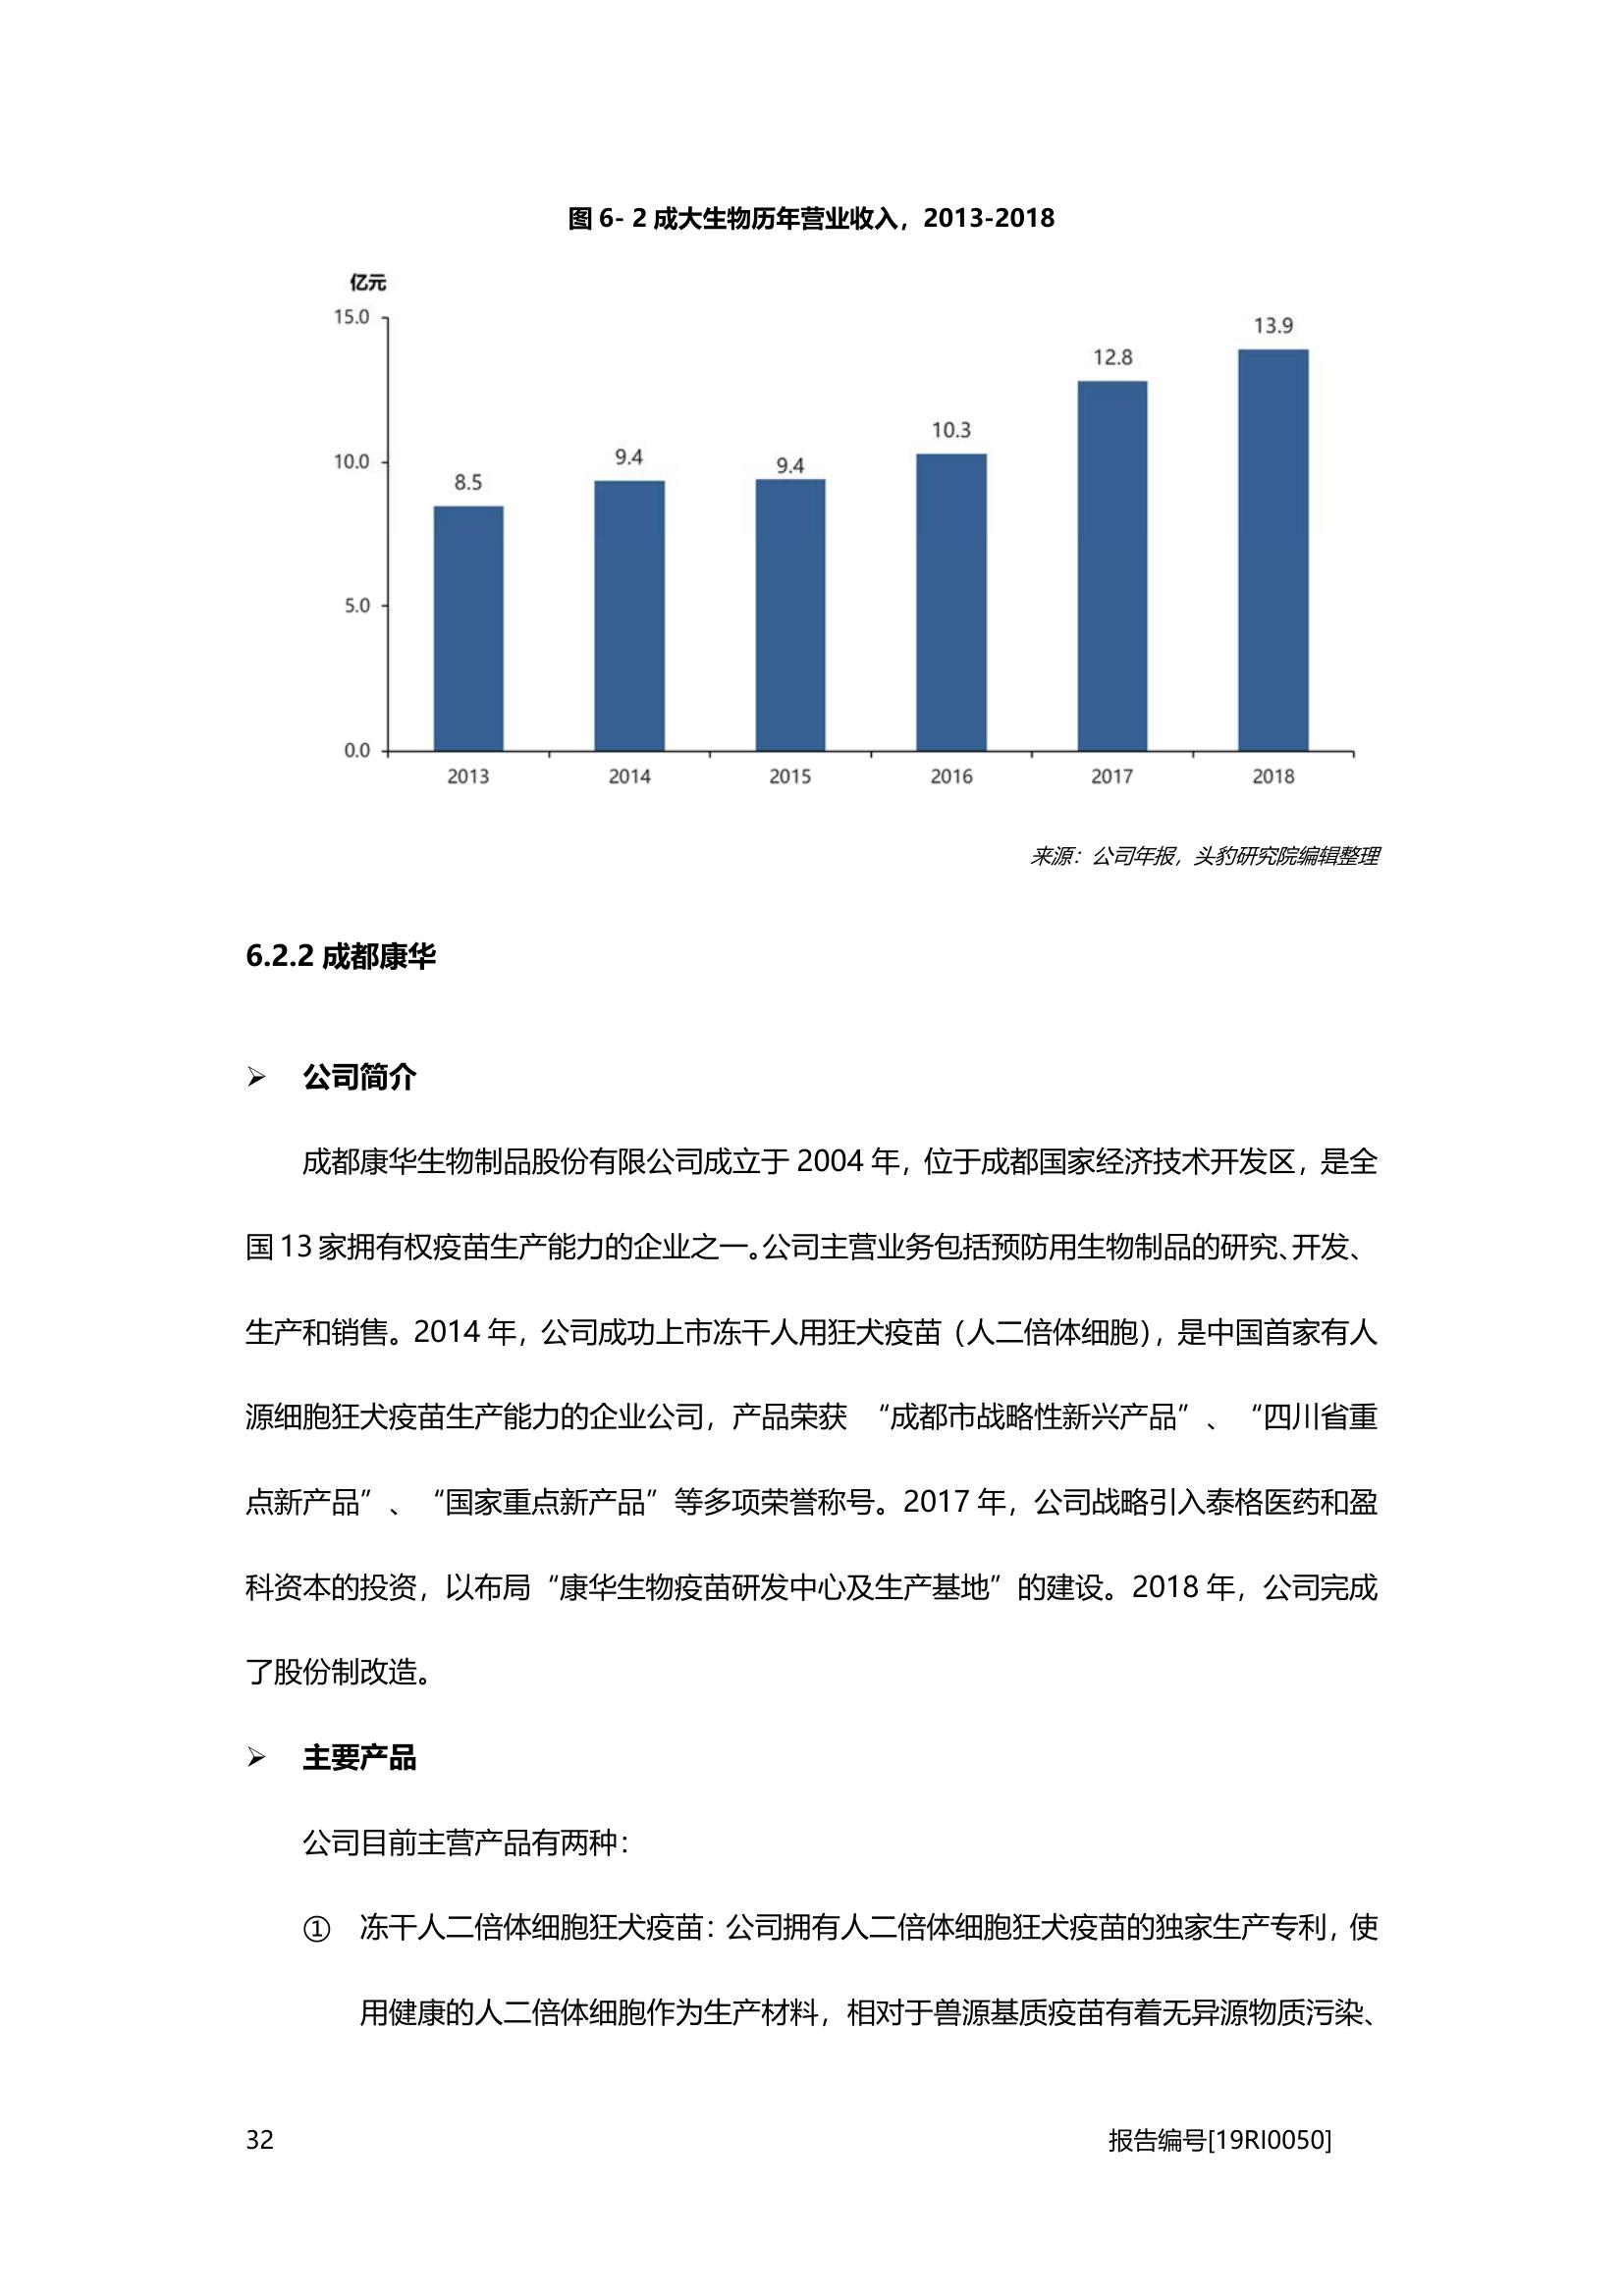 图 6- 2 成大生物历年营业收入，2013-2018
亿元
15.0
10.0
5.0
0.0
8.5
9.4
9.4
10.3
12.8
13.9
2013
2014
2015
2016
2017
2018
来源：公司年报，头豹研究院编辑整理
6.2.2 成都康华
➢ 公司简介
成都康华生物制品股份有限公司成立于 2004 年，位于成都国家经济技术开发区，是全
国 13 家拥有权疫苗生产能力的企业之一。公司主营业务包括预防用生物制品的研究、开发、
生产和销售。2014 年，公司成功上市冻干人用狂犬疫苗（人二倍体细胞），是中国首家有人
源细胞狂犬疫苗生产能力的企业公司，产品荣获 “成都市战略性新兴产品”、“四川省重
点新产品”、“国家重点新产品”等多项荣誉称号。2017 年，公司战略引入泰格医药和盈
科资本的投资，以布局“康华生物疫苗研发中心及生产基地”的建设。2018 年，公司完成
了股份制改造。
➢ 主要产品
公司目前主营产品有两种：
① 冻干人二倍体细胞狂犬疫苗：公司拥有人二倍体细胞狂犬疫苗的独家生产专利，使
用健康的人二倍体细胞作为生产材料，相对于兽源基质疫苗有着无异源物质污染、
32
报告编号[19RI0050]